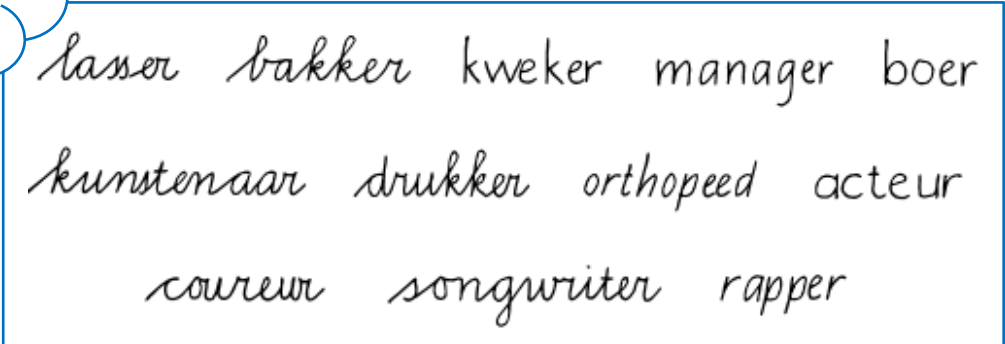 lasser bakker kweker manager boer
kunstenaar drukker orthopeed acteur
coureur songwriter rapper